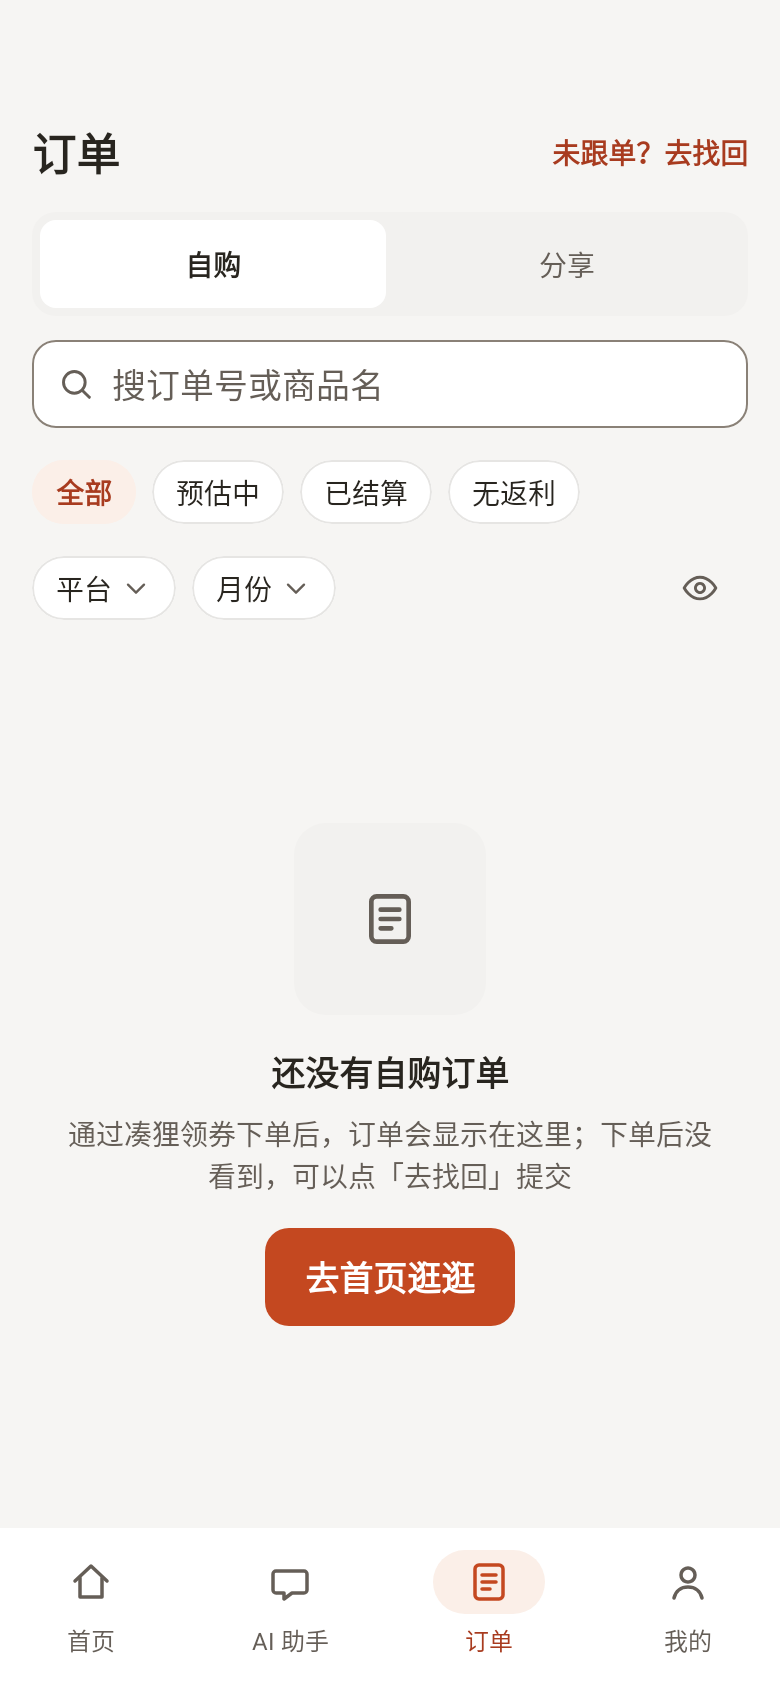 订单
未跟单？去找回
自购
分享
搜订单号或商品名
全部
预估中
已结算
无返利
平台
月份
还没有自购订单
通过凑狸领券下单后，订单会显示在这里；下单后没
看到，可以点「去找回」提交
去首页逛逛
首页
AI 助手
订单
我的